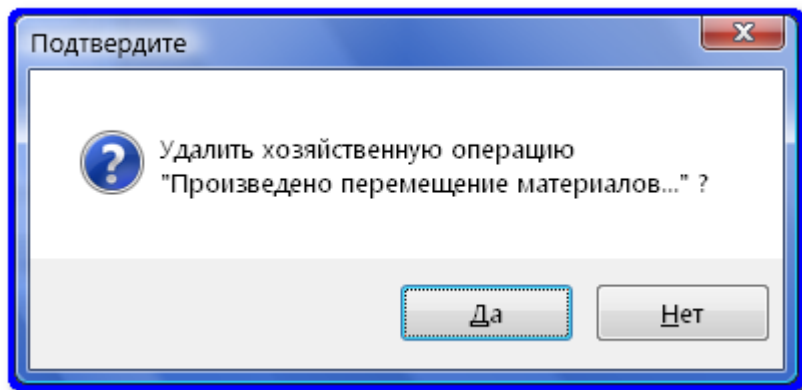 Подтвердите
Удалить хозяйственную операцию
"Произведено перемещение материалов..." ?
Да
Нет